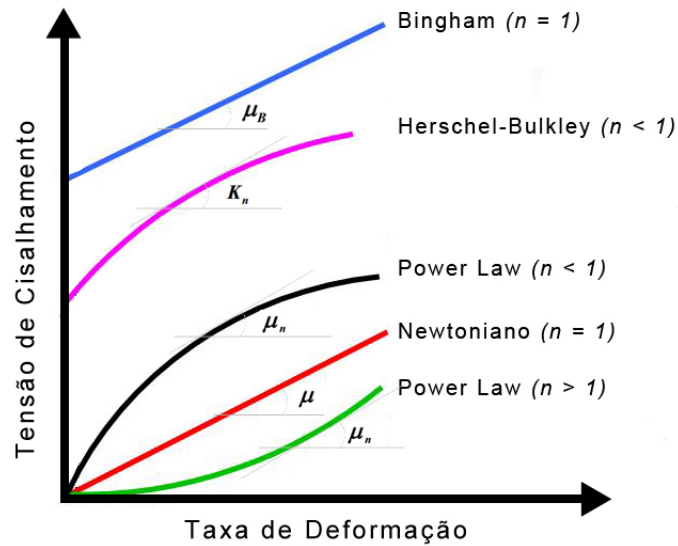 Bingham (n = 1)
μB
Herschel-Bulkley (n < 1)
Kn
Power Law (n < 1)
μn
Newtoniano (n = 1)
μ
Power Law (n > 1)
μn
Tensão de Cisalhamento
Taxa de Deformação